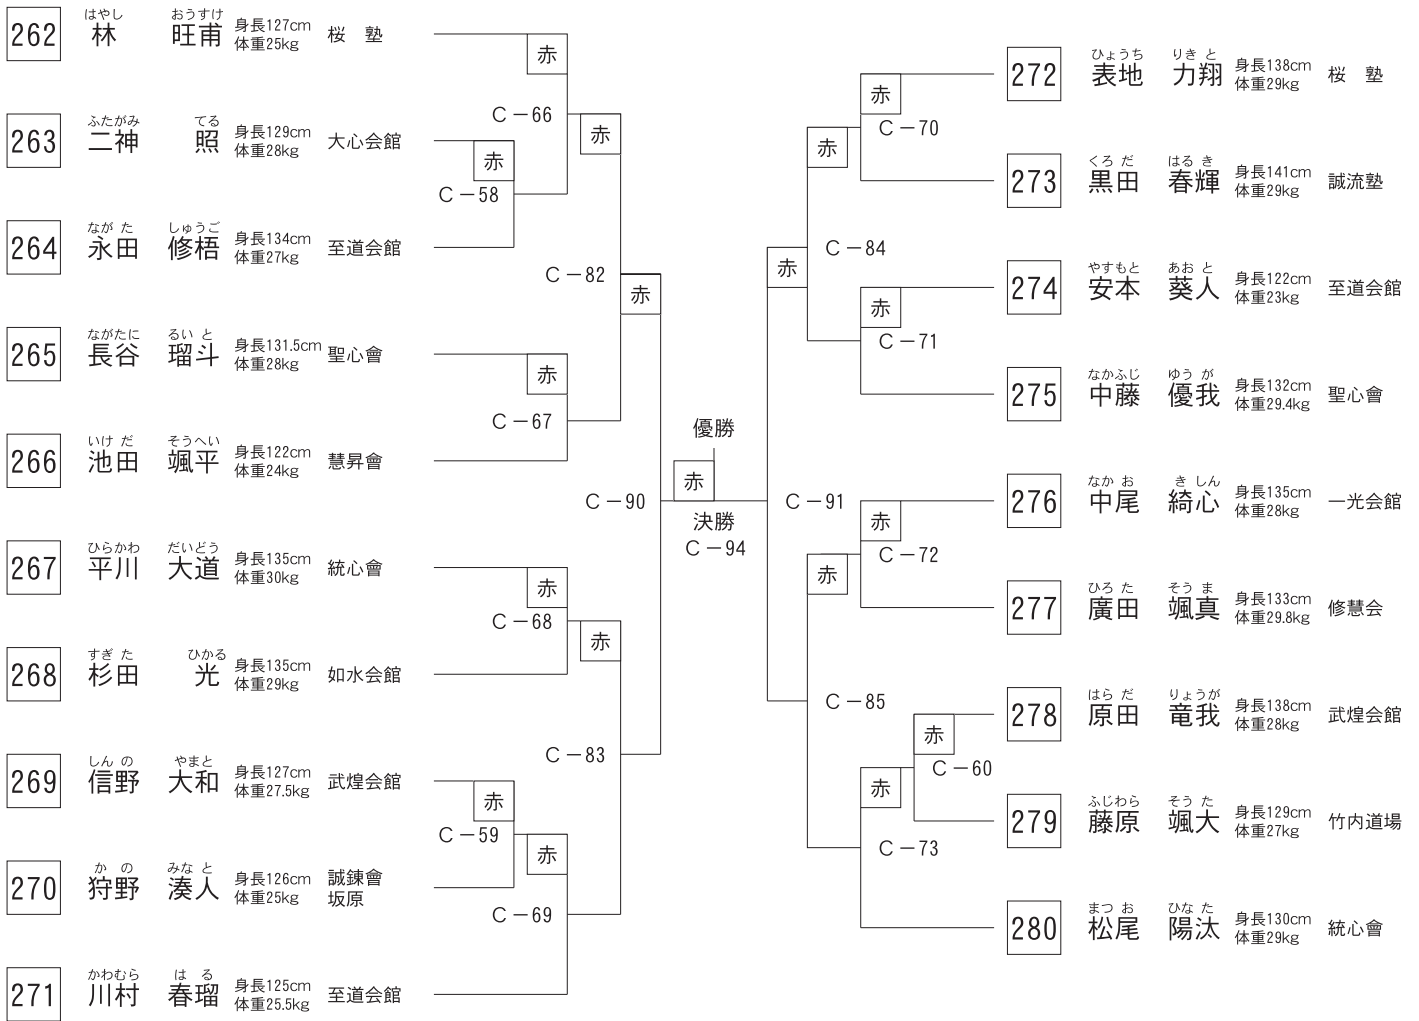 262
はやし おうすけ
林 旺甫
身長127cm
体重25kg
桜 塾
263
ふたがみ てる
二神 照
身長129cm
体重28kg
大心会館
264
ながた しゅうご
永田 修梧
身長134cm
体重27kg
至道会館
265
ながたに るいと
長谷 瑠斗
身長131.5cm
体重28kg
聖心會
266
いけだ そうへい
池田 颯平
身長122cm
体重24kg
慧昇會
267
ひらかわ だいどう
平川 大道
身長135cm
体重30kg
統心會
268
すぎた ひかる
杉田 光
身長135cm
体重29kg
如水会館
269
しんの やまと
信野 大和
身長127cm
体重27.5kg
武煌会館
270
かの みなと
狩野 湊人
身長126cm
体重25kg
誠錬會
坂原
271
かわむら はる
川村 春瑠
身長125cm
体重25.5kg
至道会館
赤
C-66
赤
赤
C-58
C-82
赤
赤
C-67
C-90
赤
C-68
赤
C-83
赤
C-59
赤
C-69
優勝
赤
決勝
C-94
赤
C-70
赤
C-84
赤
赤
C-71
C-91
赤
C-72
赤
C-85
赤
C-60
赤
C-73
272
ひょうち りきと
表地 力翔
身長138cm
体重29kg
桜 塾
273
くろだ はるき
黒田 春輝
身長141cm
体重29kg
誠流塾
274
やすもと あおと
安本 葵人
身長122cm
体重23kg
至道会館
275
なかふじ ゆうが
中藤 優我
身長132cm
体重29.4kg
聖心會
276
なかお きしん
中尾 綺心
身長135cm
体重28kg
一光会館
277
ひろた そうま
廣田 颯真
身長133cm
体重29.8kg
修慧会
278
はらだ りょうが
原田 竜我
身長138cm
体重28kg
武煌会館
279
ふじわら そうた
藤原 颯大
身長129cm
体重27kg
竹内道場
280
まつお ひなた
松尾 陽汰
身長130cm
体重29kg
統心會